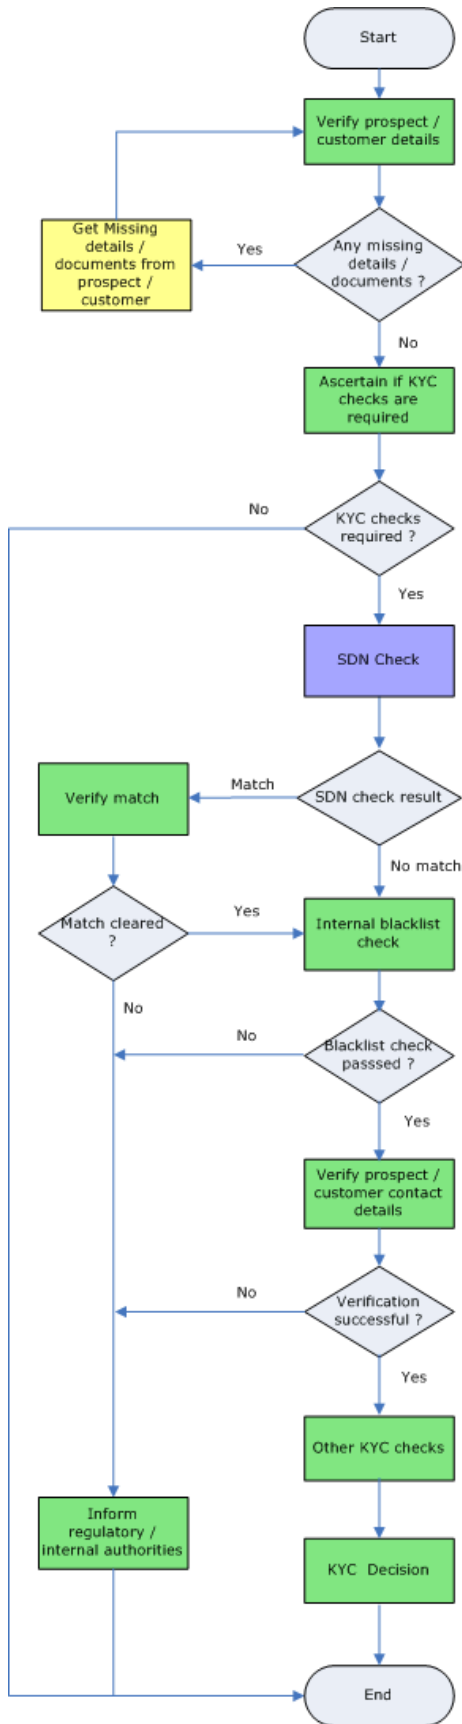 Start
Verify prospect /
customer details
Get Missing
details /
documents from
prospect /
customer
Yes
Any missing
details /
documents ?
No
Ascertain if KYC
checks are
required
No
KYC checks
required ?
Yes
SDN Check
Verify match
Match
SDN check result
No match
Match cleared
?
Yes
Internal blacklist
check
No
No
Blacklist check
passsed ?
Yes
Verify prospect /
customer contact
details
No
Verification
successful ?
Yes
Other KYC checks
Inform
regulatory /
internal authorities
KYC  Decision
End